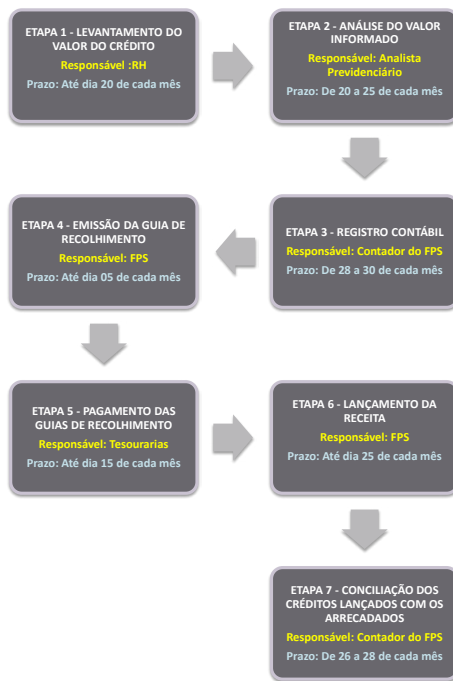 ETAPA 1 - LEVANTAMENTO DO
VALOR DO CRÉDITO
Responsável :RH
Prazo: Até dia 20 de cada mês
ETAPA 2 - ANÁLISE DO VALOR
INFORMADO
Responsável: Analista
Previdenciário
Prazo: De 20 a 25 de cada mês
ETAPA 3 - REGISTRO CONTÁBIL
Responsável: Contador do FPS
Prazo: De 28 a 30 de cada mês
ETAPA 4 - EMISSÃO DA GUIA DE
RECOLHIMENTO
Responsável: FPS
Prazo: Até dia 05 de cada mês
ETAPA 5 - PAGAMENTO DAS
GUIAS DE RECOLHIMENTO
Responsável: Tesourarias
Prazo: Até dia 15 de cada mês
ETAPA 6 - LANÇAMENTO DA
RECEITA
Responsável: FPS
Prazo: Até dia 25 de cada mês
ETAPA 7 - CONCILIAÇÃO DOS
CRÉDITOS LANÇADOS COM OS
ARRECADADOS
Responsável: Contador do FPS
Prazo: De 26 a 28 de cada mês